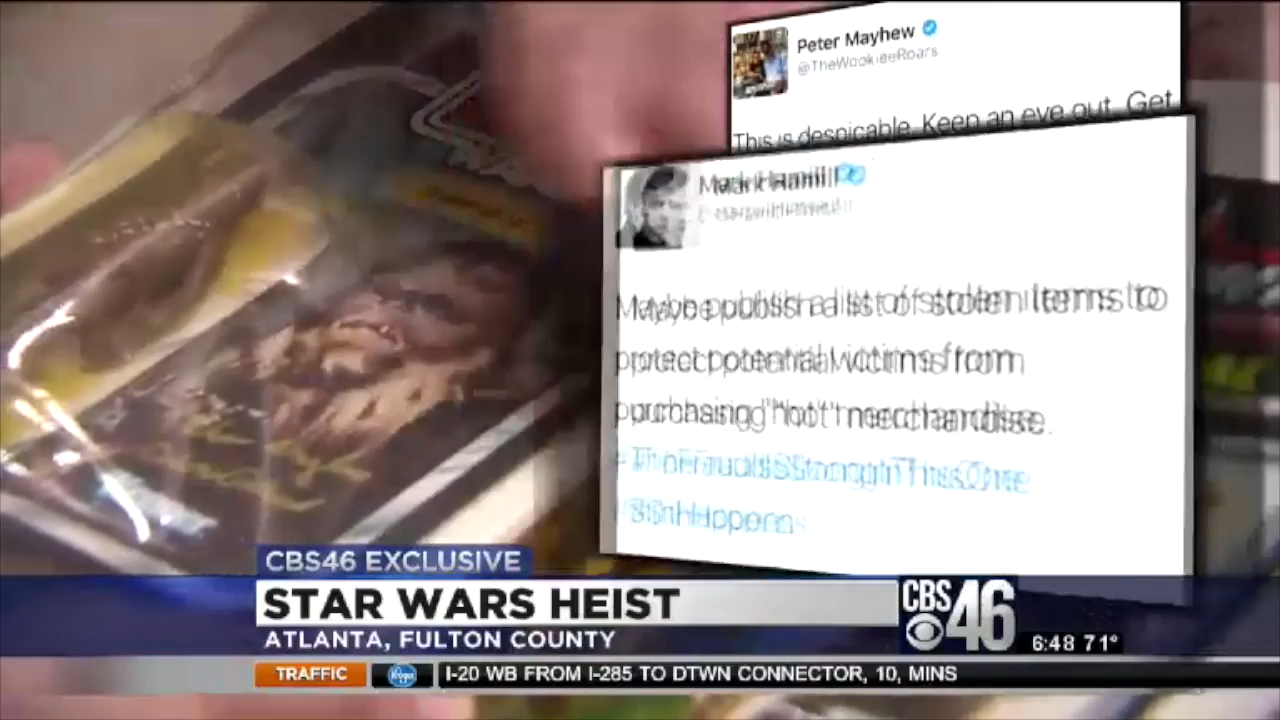 Peter Mayhew
@TheWookieeRoars
This is despicable. Keep an eye out. Get
Mark Hamill
Maybe publish a list of stolen items to
protect potential victims from
purchasing "hot" merchandise.
CBS46 EXCLUSIVE
STAR WARS HEIST
ATLANTA, FULTON COUNTY
CBS 46
6:48 71°
TRAFFIC
Kroger
I-20 WB FROM I-285 TO DTWN CONNECTOR, 10, MINS